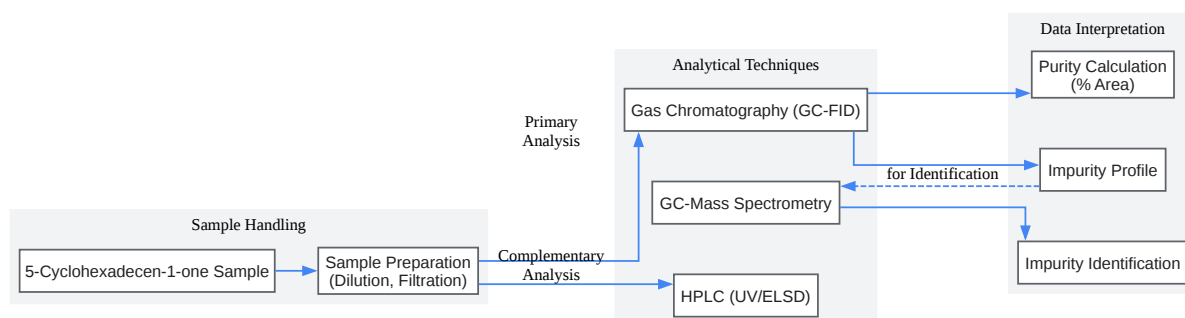 Data Interpretation
Purity Calculation
(% Area)
Analytical Techniques
Gas Chromatography (GC-FID)
Primary
Analysis
for Identification
Impurity Profile
GC-Mass Spectrometry
Sample Handling
5-Cyclohexadecen-1-one Sample
Sample Preparation
(Dilution, Filtration)
Complementary
Analysis
Impurity Identification
HPLC (UV/ELSD)